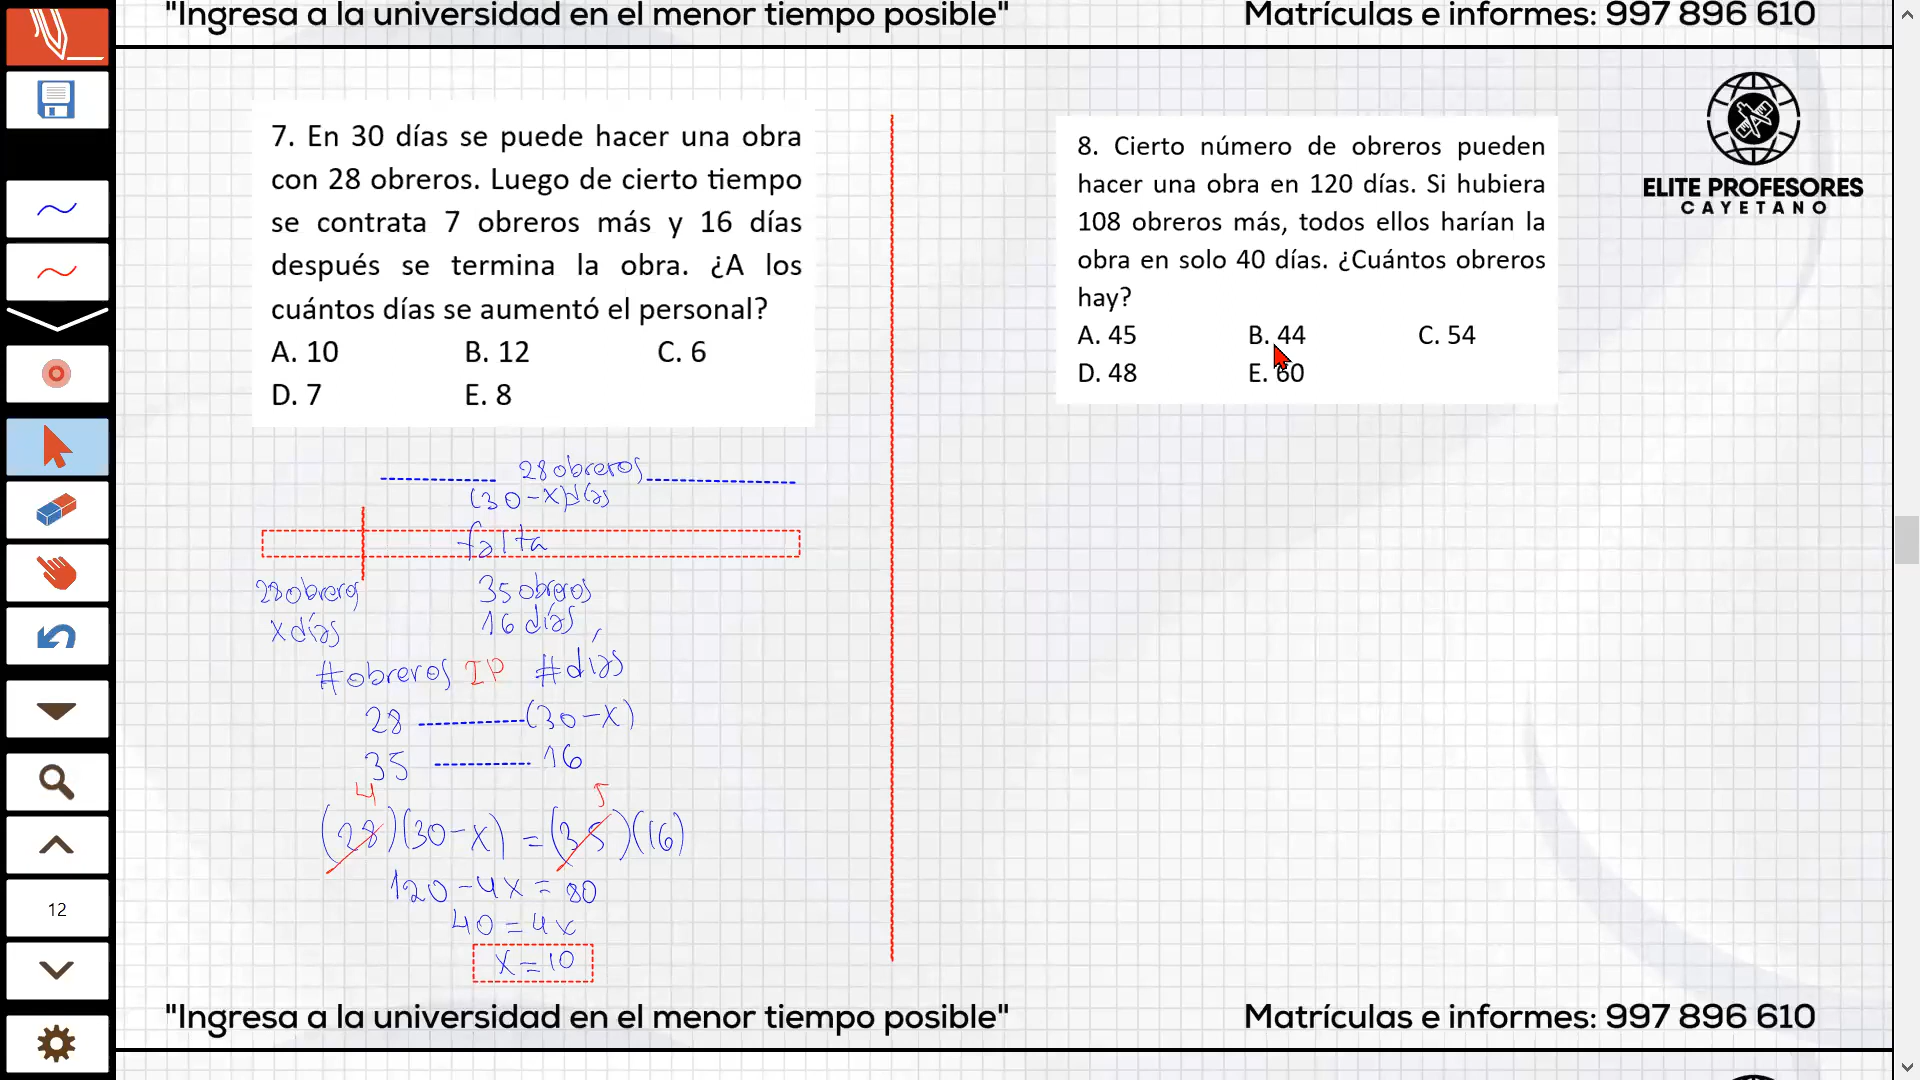 "Ingresa a la universidad en el menor tiempo posible"
Matrículas e informes: 997 896 610
7. En 30 días se puede hacer una obra
con 28 obreros. Luego de cierto tiempo
se contrata 7 obreros más y 16 días
después se termina la obra. ¿A los
cuántos días se aumentó el personal?
A. 10 B. 12 C. 6
D. 7 E. 8
28 obreros
(30-x)días
falta
28 obreros
x días
35 obreros
16 días
#obreros IP #días
28 (30-x)
35 16
4 5
(28)(30-x) = (35)(16)
120-4x = 80
40 = 4x
x = 10
8. Cierto número de obreros pueden
hacer una obra en 120 días. Si hubiera
108 obreros más, todos ellos harían la
obra en solo 40 días. ¿Cuántos obreros
hay?
A. 45 B. 44 C. 54
D. 48 E. 60
ELITE PROFESORES
CAYETANO
12
"Ingresa a la universidad en el menor tiempo posible"
Matrículas e informes: 997 896 610